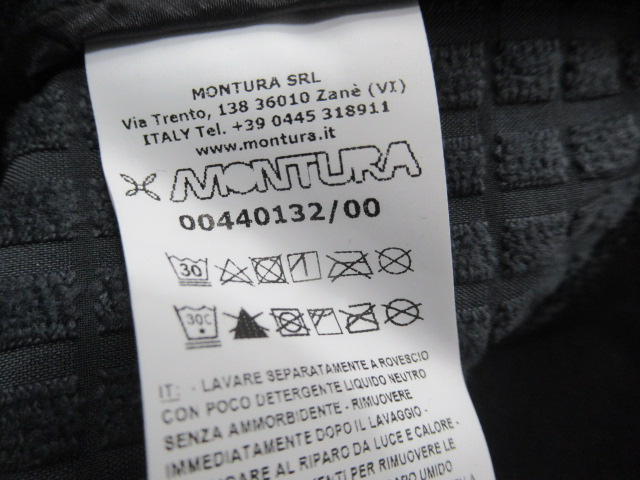 MONTURA SRL
Via Trento, 138 36010 Zanè (VI)
ITALY Tel. +39 0445 318911
www.montura.it
MONTURA
00440132/00
30
30C
IT: - LAVARE SEPARATAMENTE A ROVESCIO
CON POCO DETERGENTE LIQUIDO NEUTRO
SENZA AMMORBIDENTE - RIMUOVERE
IMMEDIATAMENTE DOPO IL LAVAGGIO -
AL RIPARO DA LUCE E CALORE -
PER RIMUOVERE LE
UMIDO